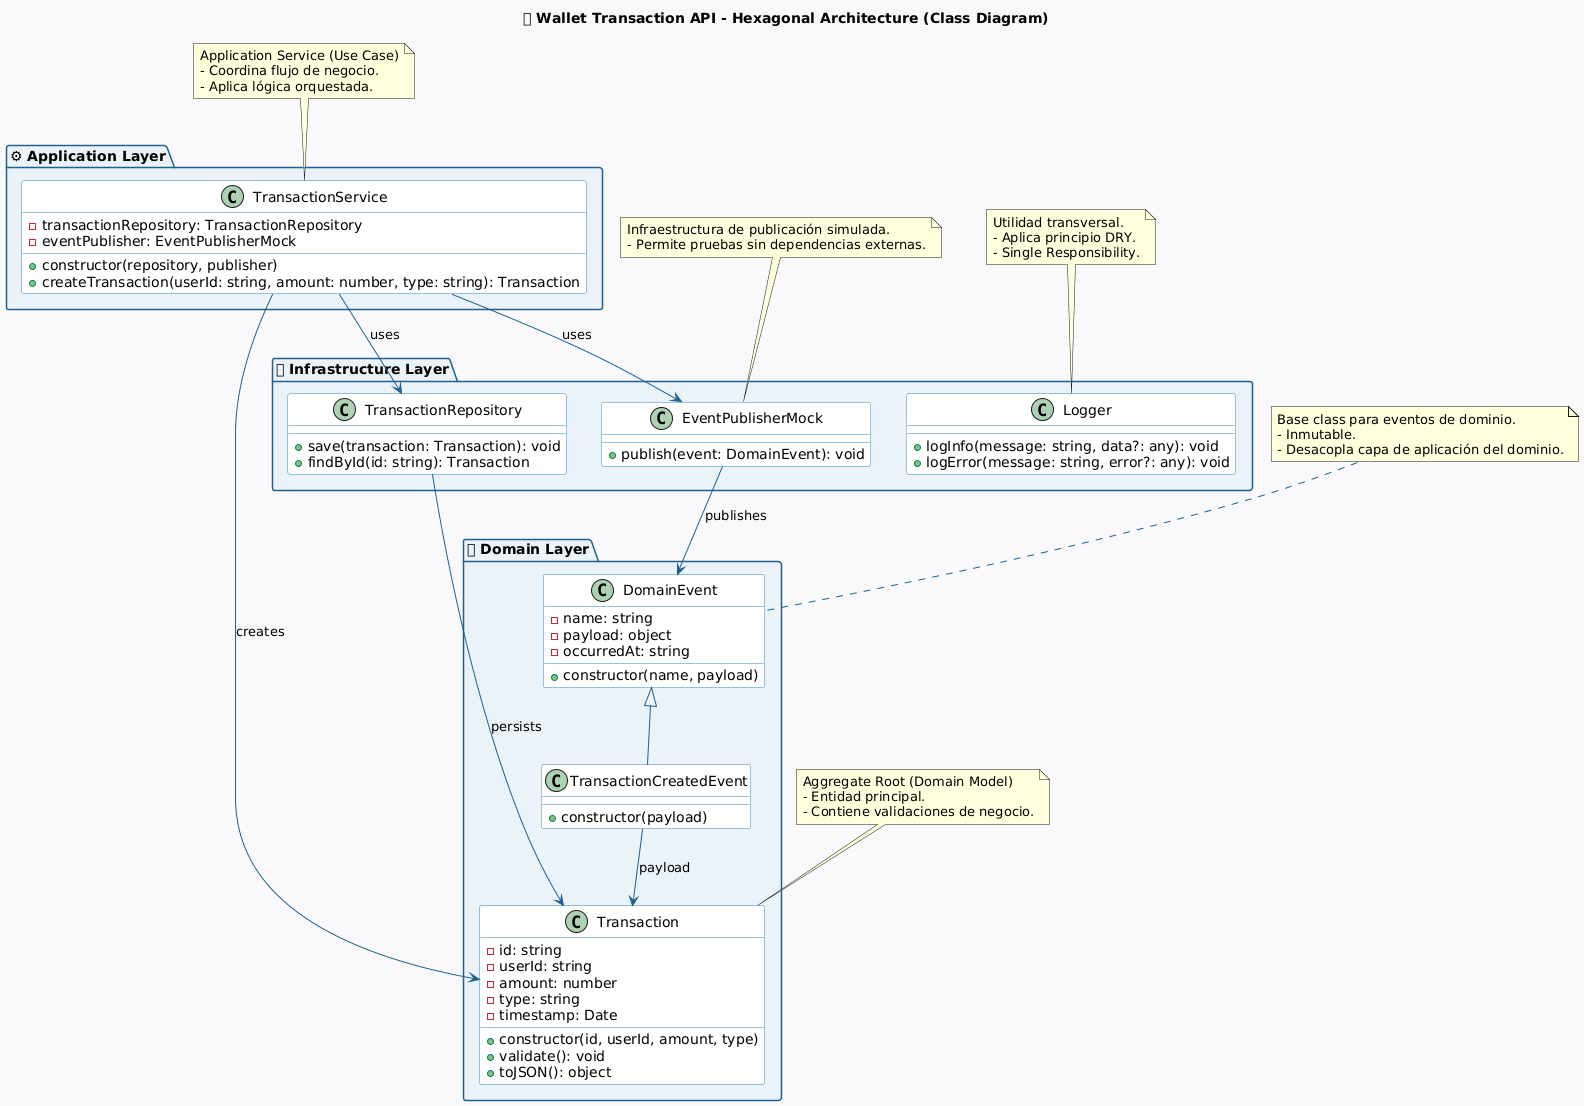 Wallet Transaction API - Hexagonal Architecture (Class Diagram)
Application Service (Use Case)
- Coordina flujo de negocio.
- Aplica lógica orquestada.
⚙ Application Layer
C TransactionService
transactionRepository: TransactionRepository
eventPublisher: EventPublisherMock
constructor(repository, publisher)
createTransaction(userId: string, amount: number, type: string): Transaction
Infraestructura de publicación simulada.
- Permite pruebas sin dependencias externas.
Utilidad transversal.
- Aplica principio DRY.
- Single Responsibility.
uses
uses
Infrastructure Layer
C TransactionRepository
save(transaction: Transaction): void
findById(id: string): Transaction
C EventPublisherMock
publish(event: DomainEvent): void
C Logger
logInfo(message: string, data?: any): void
logError(message: string, error?: any): void
Base class para eventos de dominio.
- Inmutable.
- Desacopla capa de aplicación del dominio.
publishes
Domain Layer
C DomainEvent
name: string
payload: object
occurredAt: string
constructor(name, payload)
creates
persists
C TransactionCreatedEvent
constructor(payload)
Aggregate Root (Domain Model)
- Entidad principal.
- Contiene validaciones de negocio.
payload
C Transaction
id: string
userId: string
amount: number
type: string
timestamp: Date
constructor(id, userId, amount, type)
validate(): void
toJSON(): object